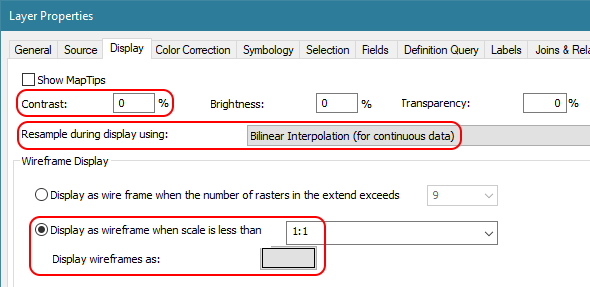 Layer Properties
General Source Display Color Correction Symbology Selection Fields Definition Query Labels Joins & Rela
Show MapTips
Contrast: 0 % Brightness: 0 % Transparency: 0 %
Resample during display using: Bilinear Interpolation (for continuous data)
Wireframe Display
Display as wire frame when the number of rasters in the extend exceeds 9
Display as wireframe when scale is less than 1:1
Display wireframes as: